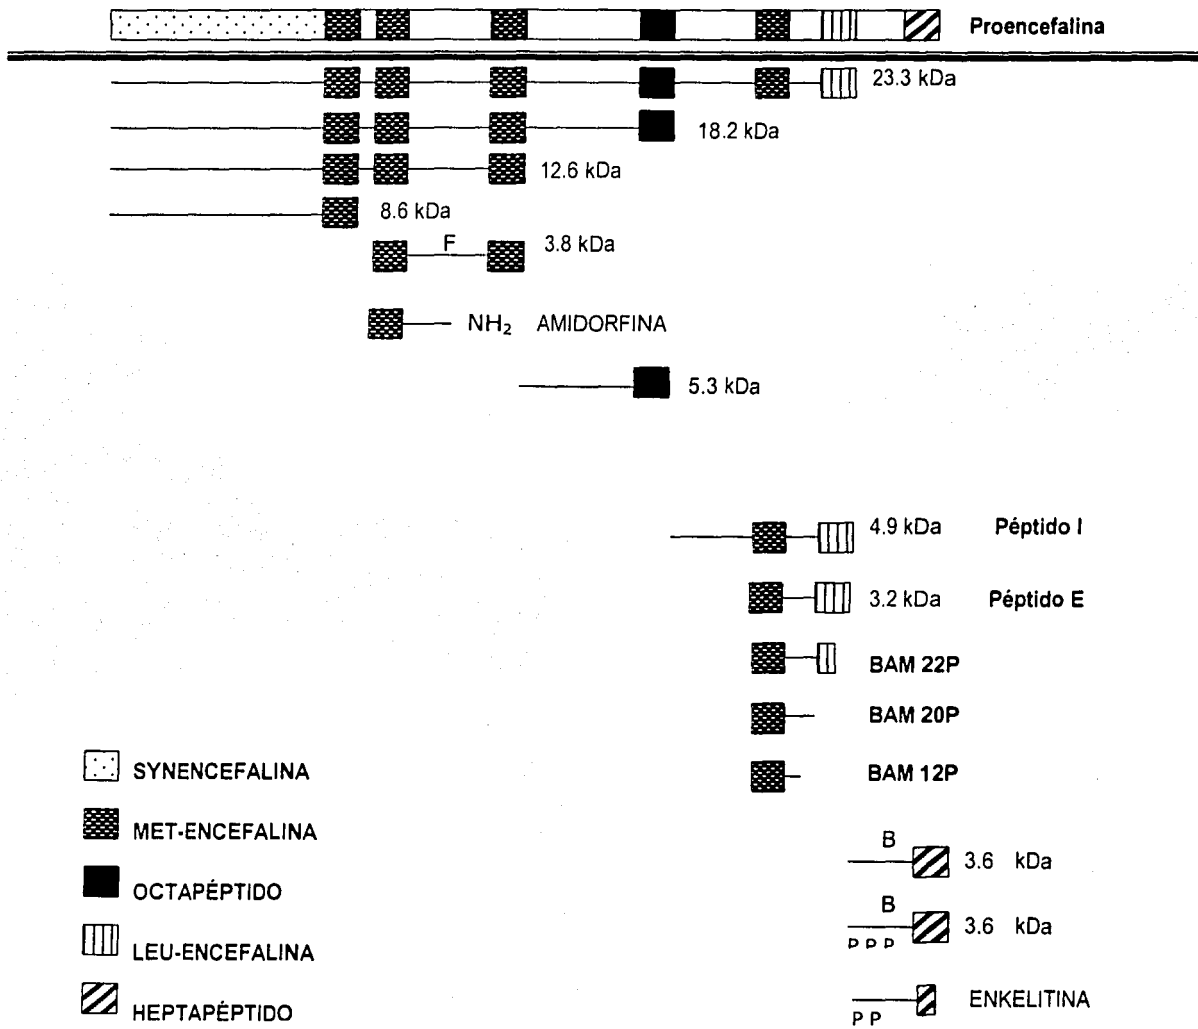 Proencefalina
23.3 kDa
18.2 kDa
12.6 kDa
8.6 kDa
F 3.8 kDa
NH₂ AMIDORFINA
5.3 kDa
4.9 kDa Péptido I
3.2 kDa Péptido E
BAM 22P
BAM 20P
BAM 12P
SYNENCEFALINA
MET-ENCEFALINA
OCTAPÉPTIDO
LEU-ENCEFALINA
HEPTAPÉPTIDO
B
3.6 kDa
B
3.6 kDa
P P P
ENKELITINA
P P